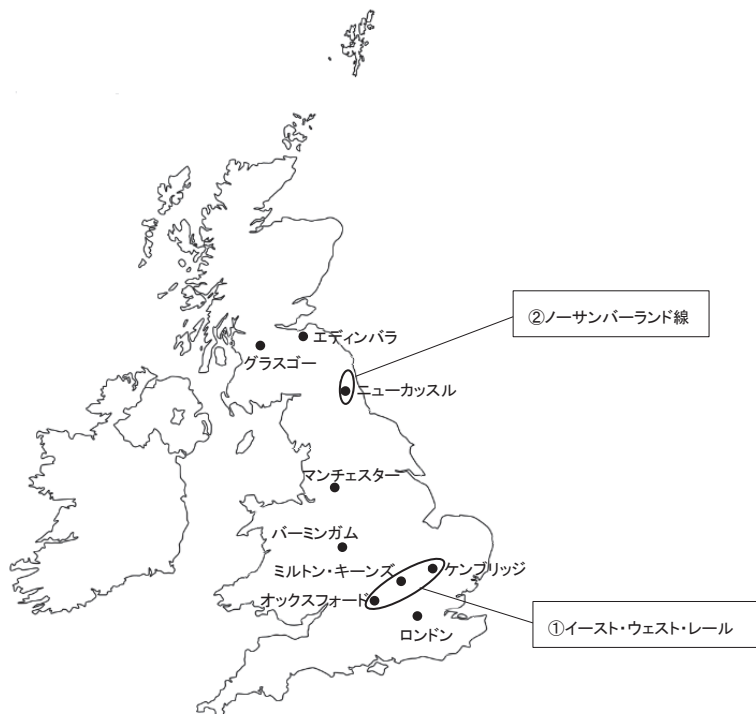 ②ノーサンバーランド線
エディンバラ
グラスゴー
ニューカッスル
マンチェスター
バーミンガム
ミルトン・キーンズ
ケンブリッジ
オックスフォード
ロンドン
①イースト・ウェスト・レール